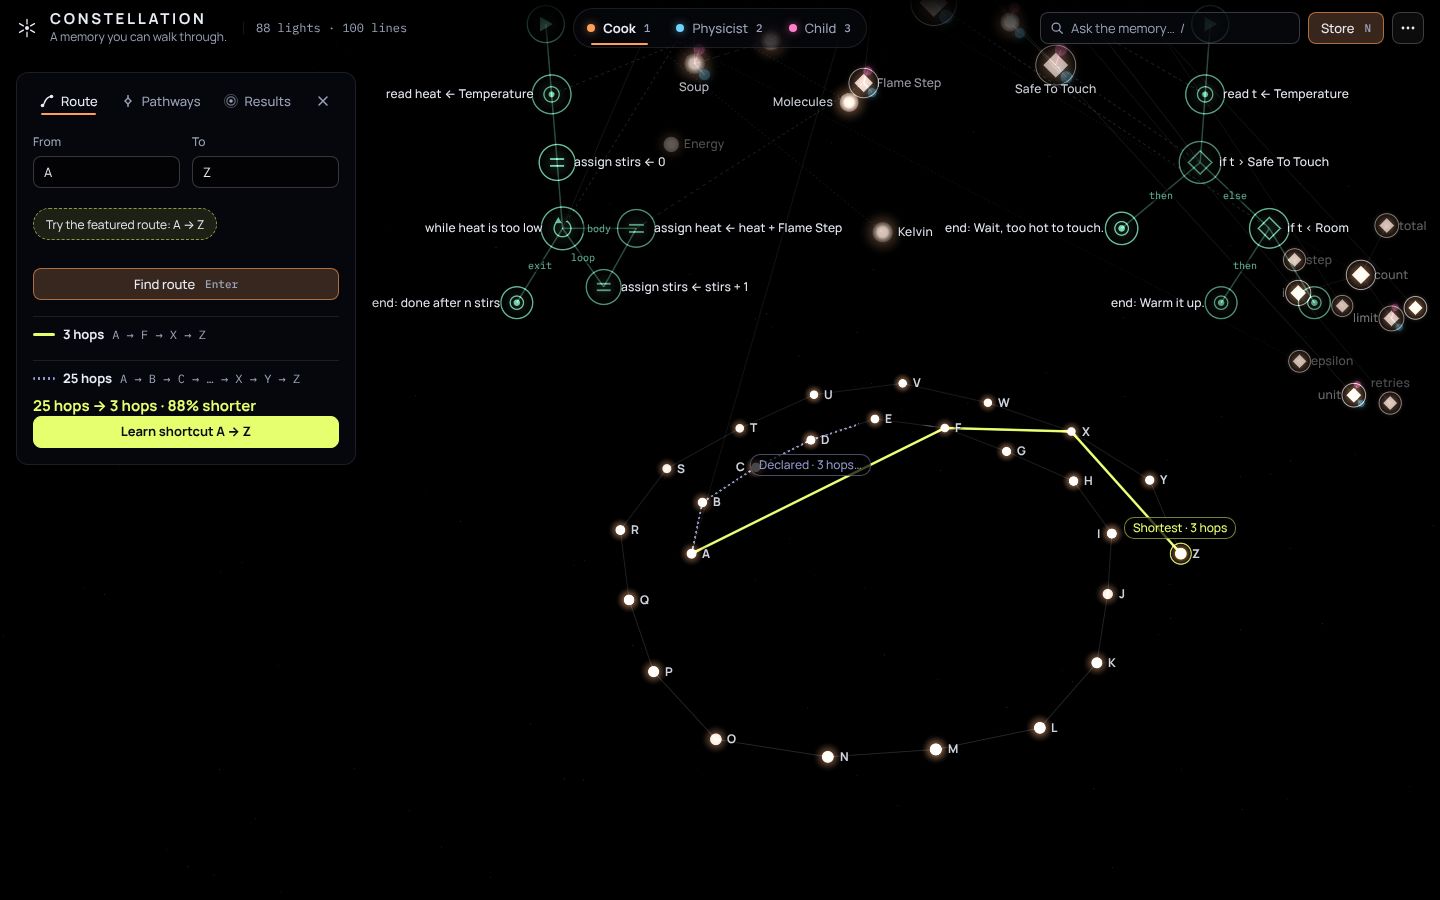 CONSTELLATION
A memory you can walk through.
88 lights · 100 lines
Cook 1
Physicist 2
Child 3
Ask the memory... /
Store N
Route
Pathways
Results
From
To
A
Z
Try the featured route: A → Z
Find route Enter
3 hops A → F → X → Z
25 hops A → B → C → … → X → Y → Z
25 hops → 3 hops · 88% shorter
Learn shortcut A → Z
read heat ← Temperature
assign stirs ← 0
while heat is too low
body
assign heat ← heat + Flame Step
exit
loop
end: done after n stirs
assign stirs ← stirs + 1
Soup
Molecules
Flame Step
Energy
Kelvin
Safe To Touch
read t ← Temperature
if t > Safe To Touch
then
else
end: Wait, too hot to touch.
if t < Room
then
end: Warm it up.
total
step
count
i
limit
epsilon
retries
unit
U
V
W
T
E
D
F
X
G
S
C
Declared · 3 hops…
H
Y
B
R
I
Shortest · 3 hops
A
Z
Q
J
P
K
O
L
N
M